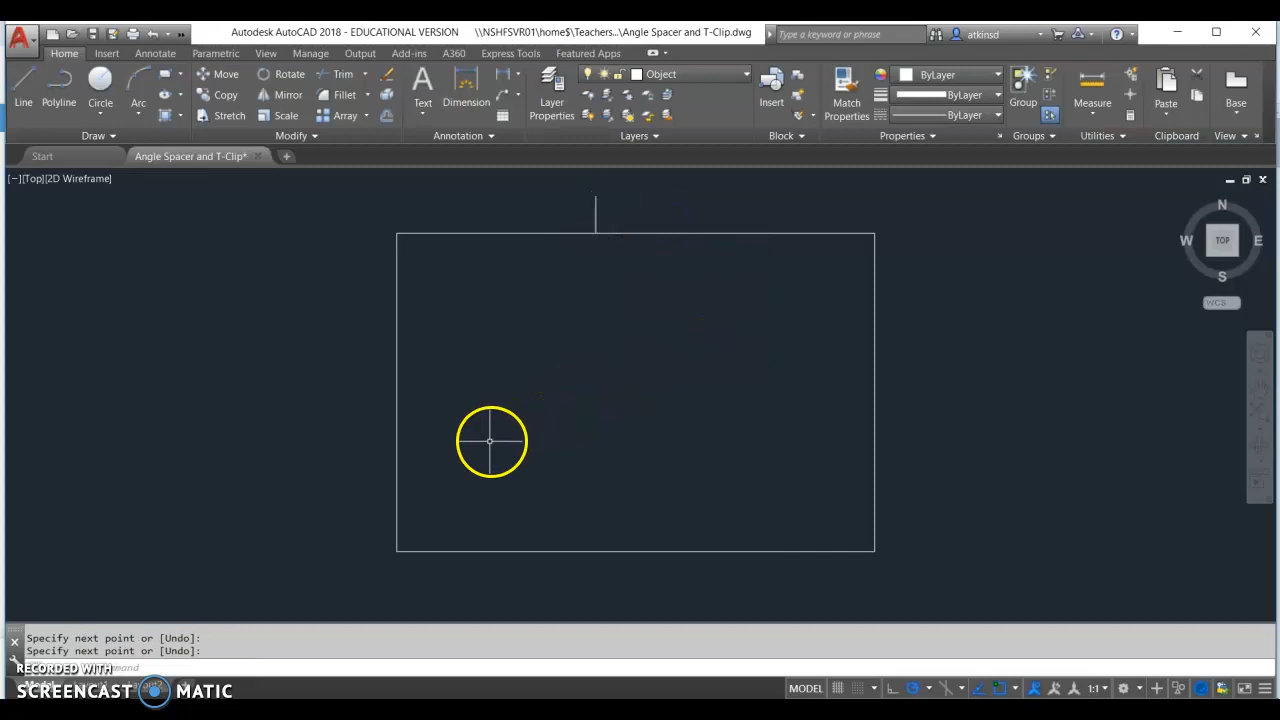 Autodesk AutoCAD 2018 - EDUCATIONAL VERSION \\NSHFSVR01\home$\Teachers...\Angle Spacer and T-Clip.dwg
Type a keyword or phrase
atkinsd
Home Insert Annotate Parametric View Manage Output Add-ins A360 Express Tools Featured Apps
Move Rotate Trim Object ByLayer
Copy Mirror Fillet ByLayer
Line Polyline Circle Arc Text Dimension Layer Properties Insert Match Properties Group Measure Paste Base
Stretch Scale Array ByLayer
Draw Modify Annotation Layers Block Properties Groups Utilities Clipboard View
Start Angle Spacer and T-Clip*
[−][Top][2D Wireframe]
N
W TOP E
S
WCS
Specify next point or [Undo]:
Specify next point or [Undo]:
RECORDED WITH
SCREENCAST MATIC
MODEL 1:1